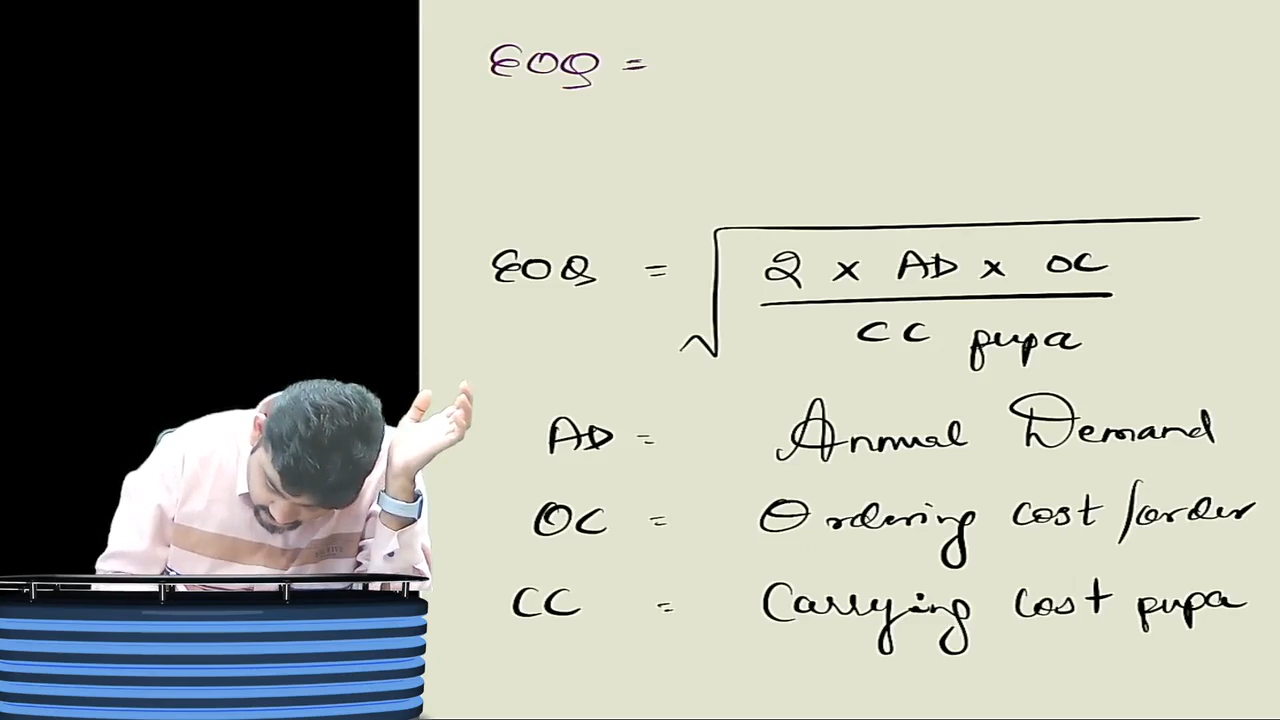 EOQ =
EOQ = √ 2 x AD x OC
CC pupa
AD = Annual Demand
OC = Ordering cost/order
CC = Carrying cost pupa